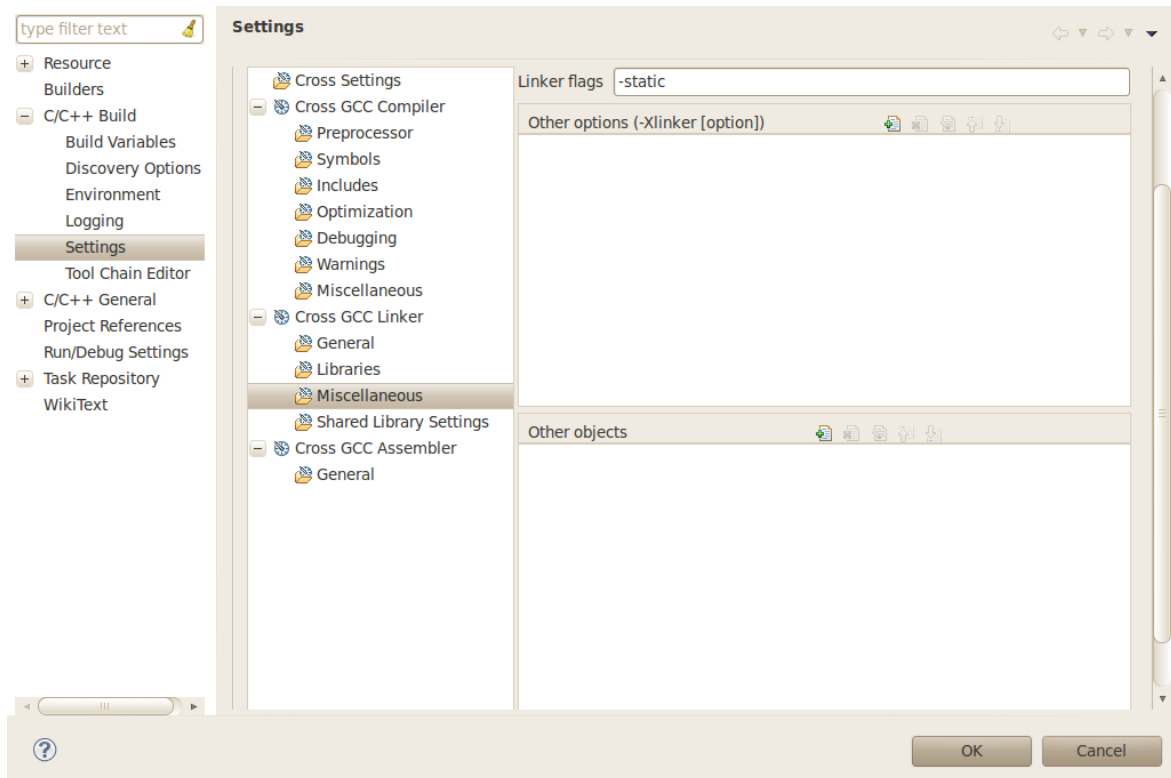 type filter text
Resource
Builders
C/C++ Build
Build Variables
Discovery Options
Environment
Logging
Settings
Tool Chain Editor
C/C++ General
Project References
Run/Debug Settings
Task Repository
WikiText
Settings
Cross Settings
Cross GCC Compiler
Preprocessor
Symbols
Includes
Optimization
Debugging
Warnings
Miscellaneous
Cross GCC Linker
General
Libraries
Miscellaneous
Shared Library Settings
Cross GCC Assembler
General
Linker flags -static
Other options (-Xlinker [option])
Other objects
OK Cancel